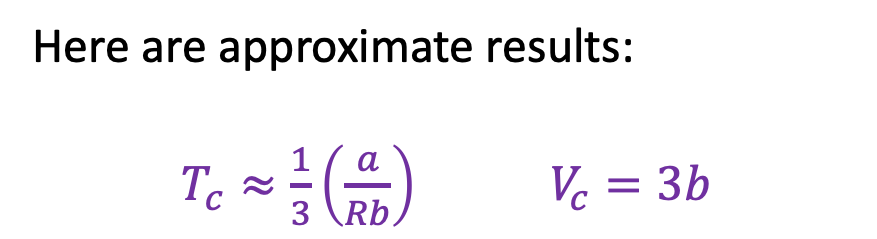 Here are approximate results:
T_c ≈ 1/3 (a/Rb) V_c = 3b